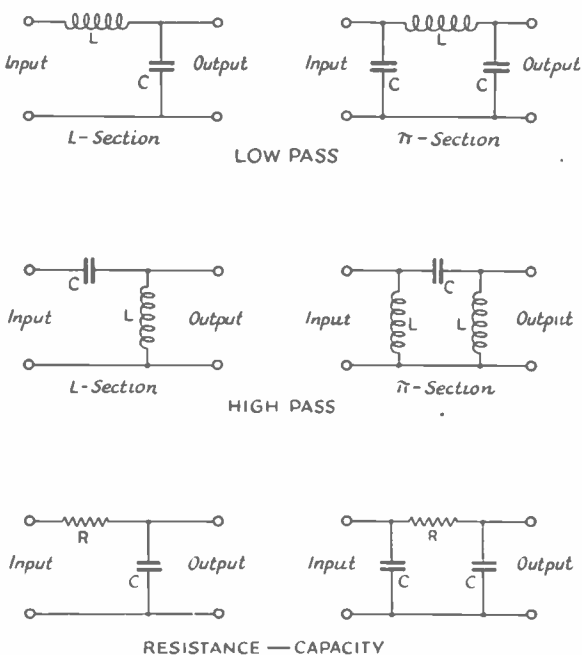 L L
Input C Output Input C C Output
L-Section π-Section
LOW PASS
C C
Input L Output Input L L Output
L-Section π-Section
HIGH PASS
R R
Input C Output Input C C Output
RESISTANCE — CAPACITY